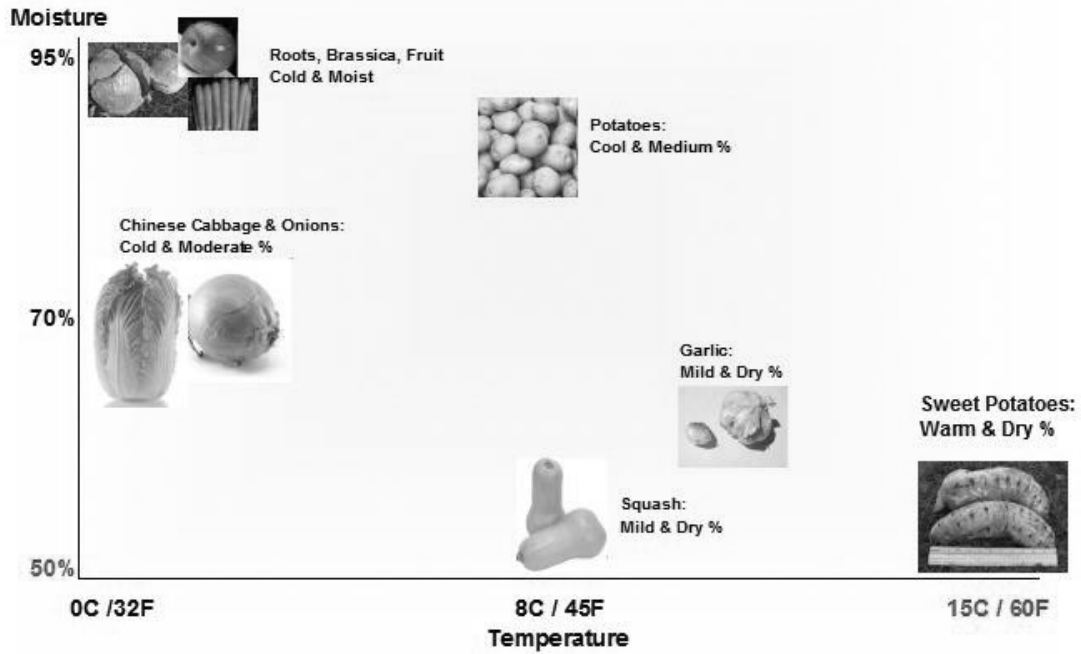 Moisture
95%
Roots, Brassica, Fruit
Cold & Moist
Potatoes:
Cool & Medium %
Chinese Cabbage & Onions:
Cold & Moderate %
70%
Garlic:
Mild & Dry %
Sweet Potatoes:
Warm & Dry %
Squash:
Mild & Dry %
50%
0C /32F
8C / 45F
15C / 60F
Temperature